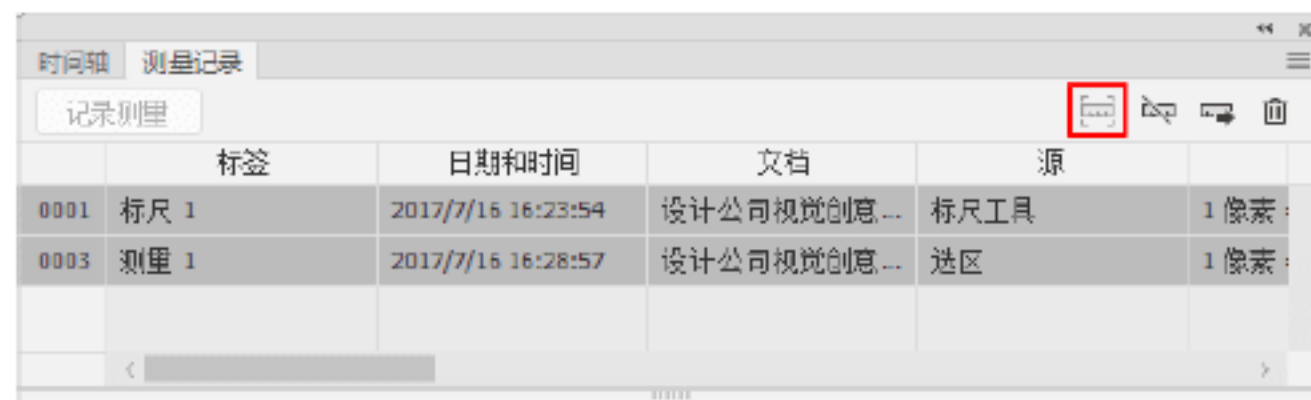 时间轴 测量记录
记录测量
标签 日期和时间 文档 源
0001 标尺 1 2017/7/16 16:23:54 设计公司视觉创意... 标尺工具 1 像素 =
0003 测量 1 2017/7/16 16:28:57 设计公司视觉创意... 选区 1 像素 =